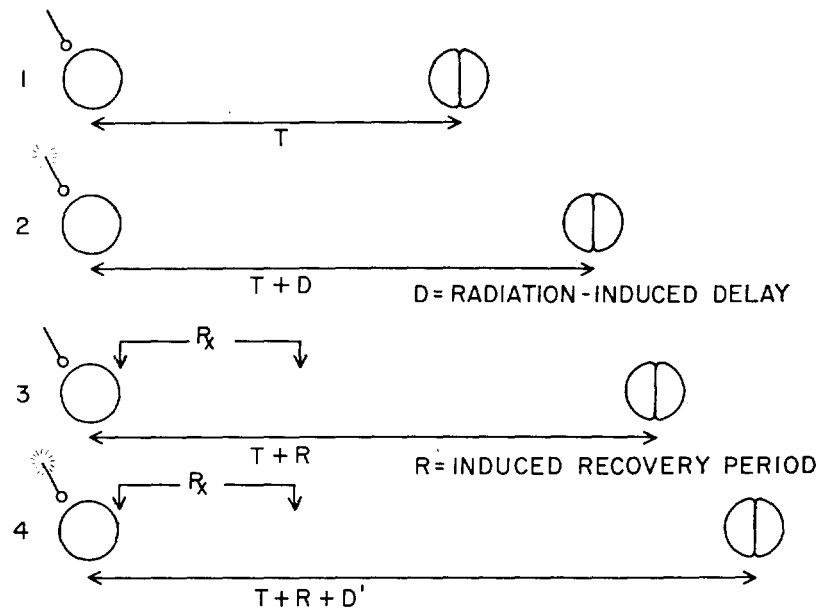 1
T
2
T + D
D = RADIATION-INDUCED DELAY
Rx
3
T + R
R = INDUCED RECOVERY PERIOD
Rx
4
T + R + D'